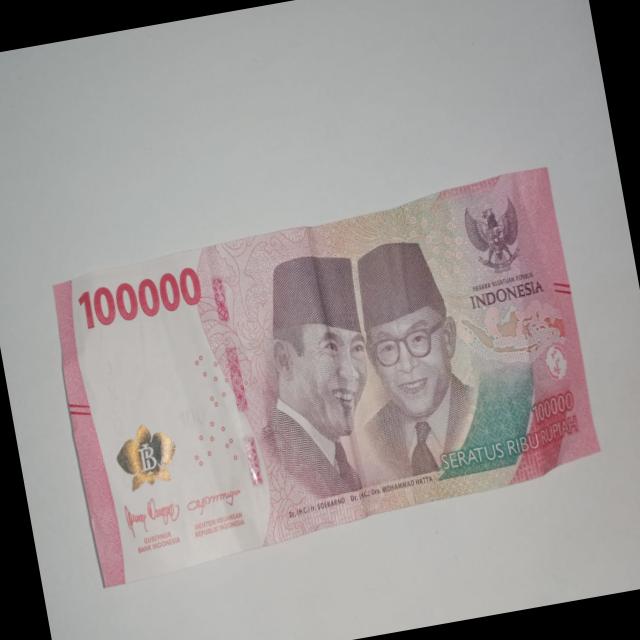 100000
NEGARA KESATUAN REPUBLIK
INDONESIA
100000
RUPIAH
SERATUS RIBU
Dr. (H.C.) Ir. SOEKARNO Dr. (H.C.) Drs. MOHAMMAD HATTA
GUBERNUR
BANK INDONESIA
MENTERI KEUANGAN
REPUBLIK INDONESIA